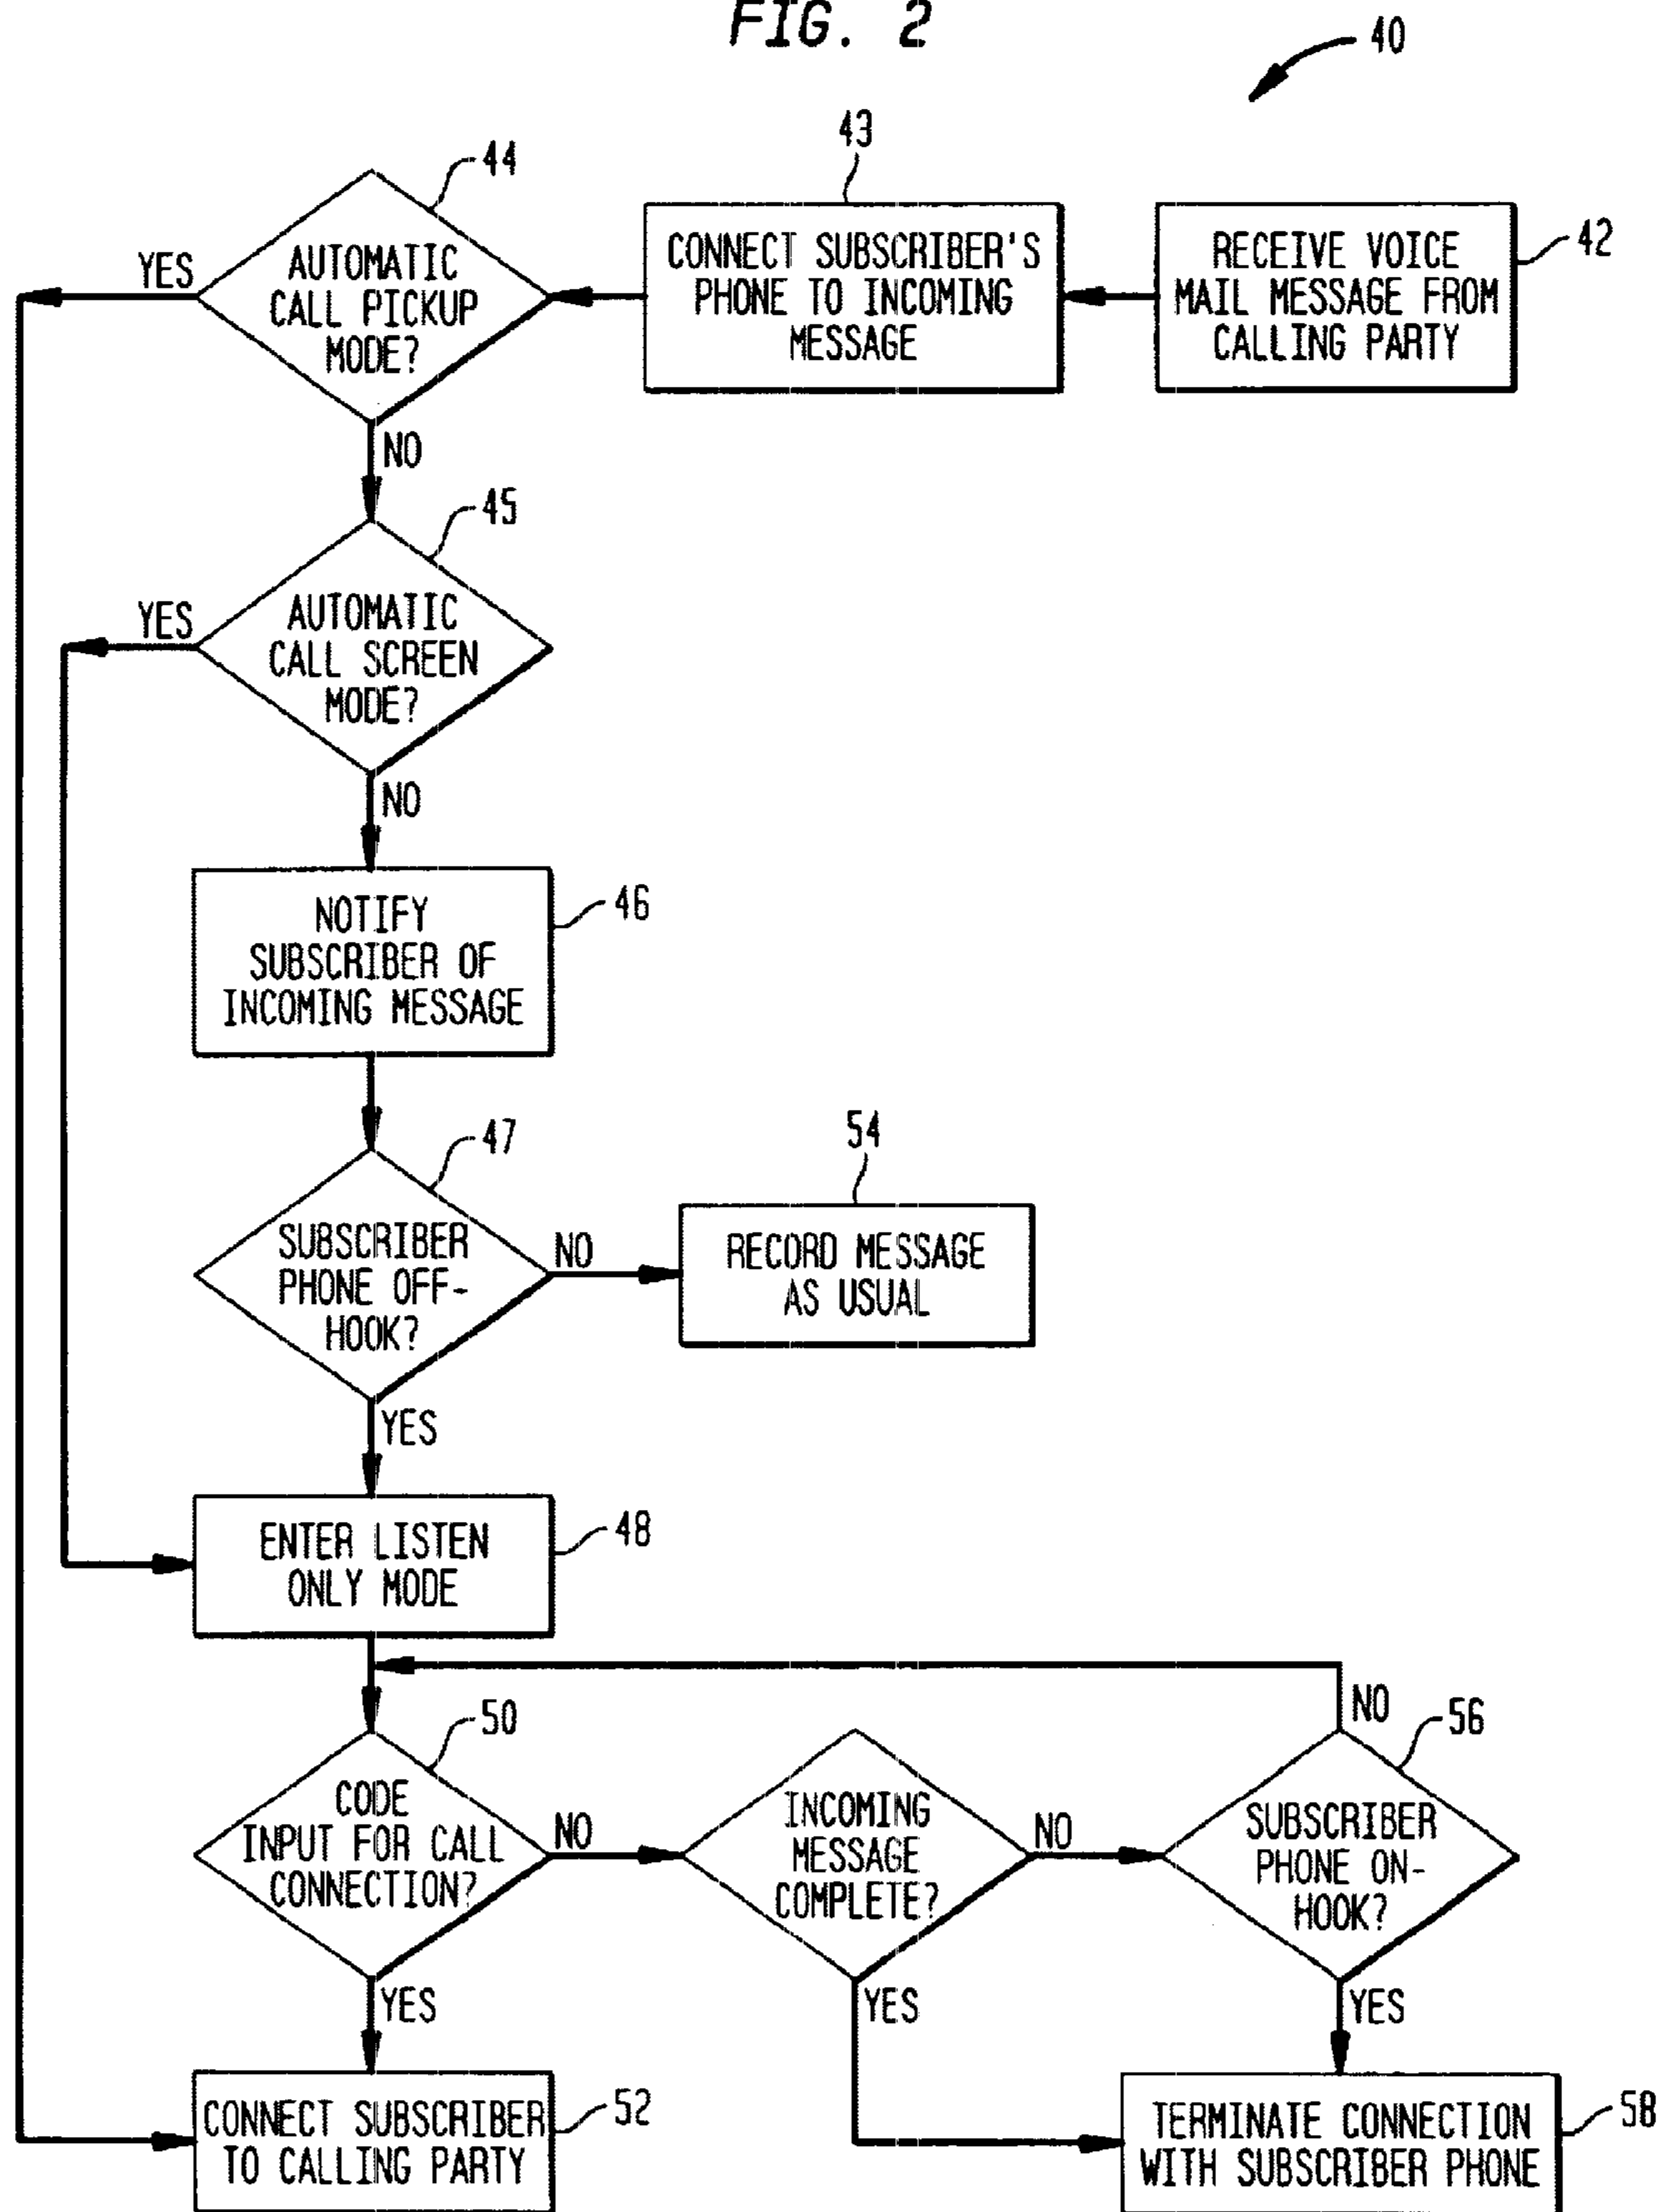 FIG. 2
40
42
RECEIVE VOICE
MAIL MESSAGE FROM
CALLING PARTY
43
CONNECT SUBSCRIBER'S
PHONE TO INCOMING
MESSAGE
44
AUTOMATIC
CALL PICKUP
MODE?
YES
NO
45
AUTOMATIC
CALL SCREEN
MODE?
YES
NO
46
NOTIFY
SUBSCRIBER OF
INCOMING MESSAGE
47
SUBSCRIBER
PHONE OFF-
HOOK?
NO
54
RECORD MESSAGE
AS USUAL
YES
48
ENTER LISTEN
ONLY MODE
50
CODE
INPUT FOR CALL
CONNECTION?
NO
INCOMING
MESSAGE
COMPLETE?
NO
56
SUBSCRIBER
PHONE ON-
HOOK?
NO
YES
YES
YES
52
CONNECT SUBSCRIBER
TO CALLING PARTY
58
TERMINATE CONNECTION
WITH SUBSCRIBER PHONE